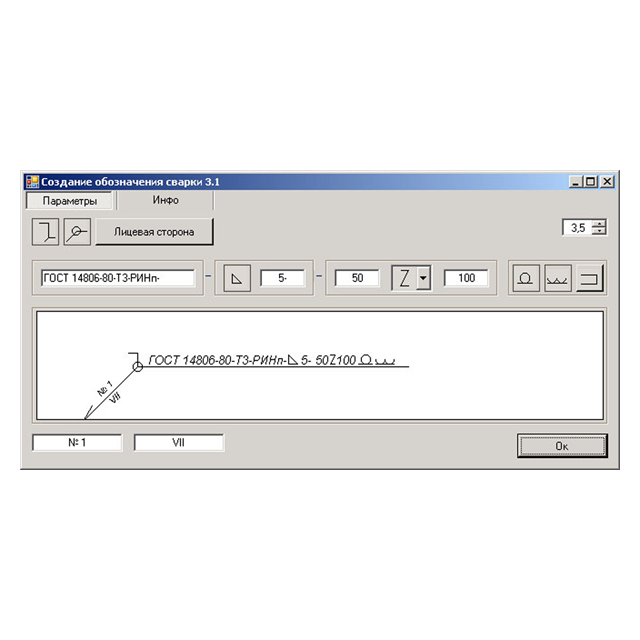 Создание обозначения сварки 3.1
Параметры Инфо
Лицевая сторона 3,5
ГОСТ 14806-80-Т3-РИНп- – 5- – 50 Z 100
ГОСТ 14806-80-Т3-РИНп-⊿5- 50Z100
№ 1
VII
№ 1 VII Ок